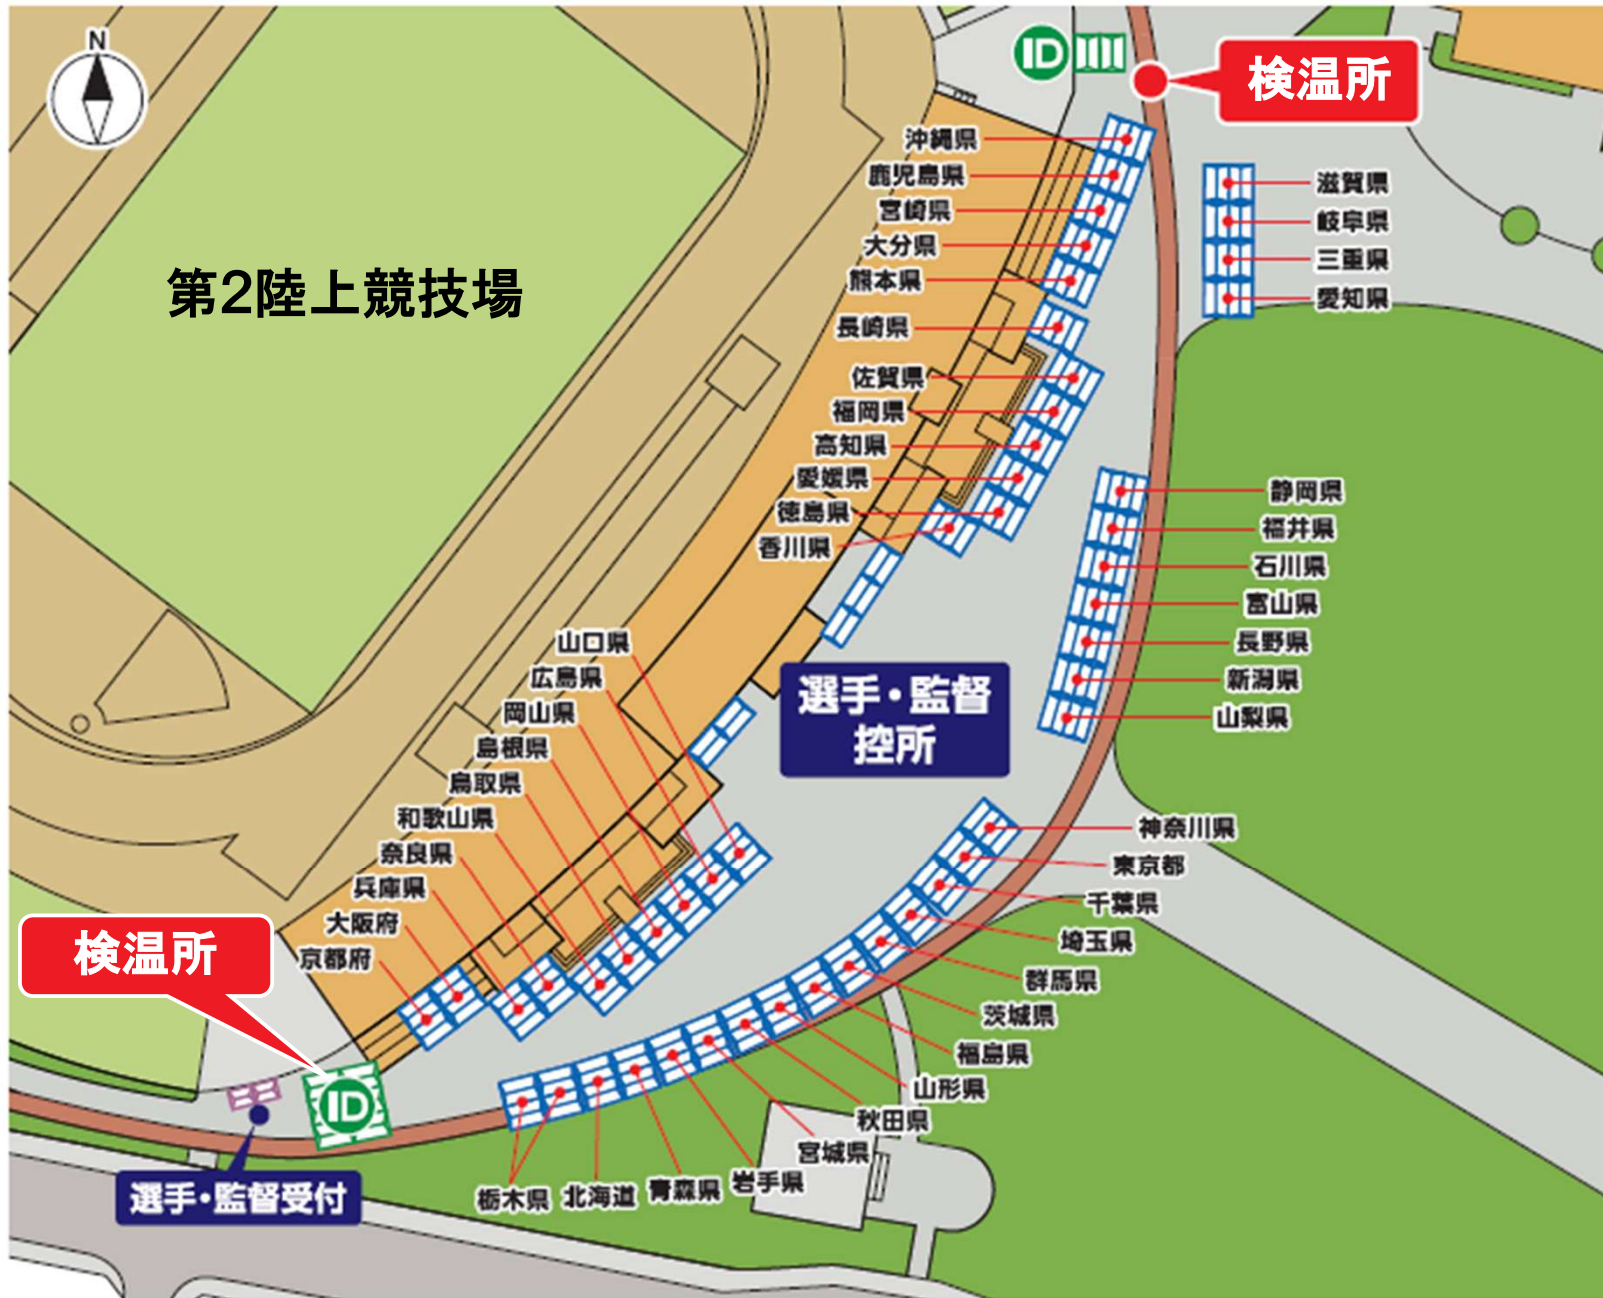 N
ID
検温所
沖縄県
鹿児島県
宮崎県
大分県
熊本県
長崎県
佐賀県
福岡県
高知県
愛媛県
徳島県
香川県
滋賀県
岐阜県
三重県
愛知県
第2陸上競技場
静岡県
福井県
石川県
富山県
長野県
新潟県
山梨県
選手・監督
控所
山口県
広島県
岡山県
島根県
鳥取県
和歌山県
奈良県
兵庫県
大阪府
京都府
神奈川県
東京都
千葉県
埼玉県
群馬県
茨城県
福島県
山形県
秋田県
宮城県
岩手県
青森県
北海道
栃木県
検温所
ID
選手・監督受付